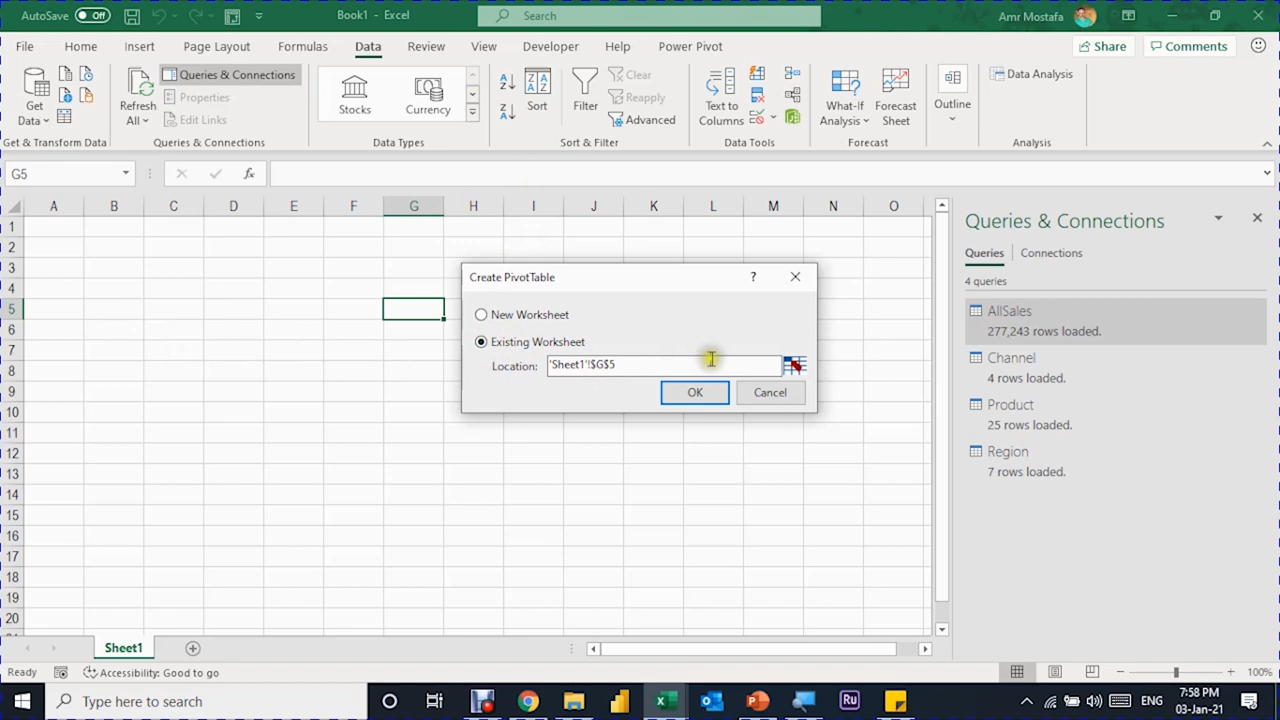 AutoSave Off Book1 - Excel Search Amr Mostafa
File Home Insert Page Layout Formulas Data Review View Developer Help Power Pivot Share Comments
Get Data Refresh All Queries & Connections Properties Edit Links Stocks Currency Sort Filter Clear Reapply Advanced Text to Columns What-If Analysis Forecast Sheet Outline Data Analysis
Get & Transform Data Queries & Connections Data Types Sort & Filter Data Tools Forecast Analysis
G5 fx
A B C D E F G H I J K L M N O
1
2
3
4
5
6
7
8
9
10
11
12
13
14
15
16
17
18
19
20
Create PivotTable ?
New Worksheet
Existing Worksheet
Location: 'Sheet1'!$G$5
OK Cancel
Queries & Connections
Queries Connections
4 queries
AllSales
277,243 rows loaded.
Channel
4 rows loaded.
Product
25 rows loaded.
Region
7 rows loaded.
Sheet1
Ready Accessibility: Good to go 100%
Type here to search Ru ENG 7:58 PM
03-Jan-21